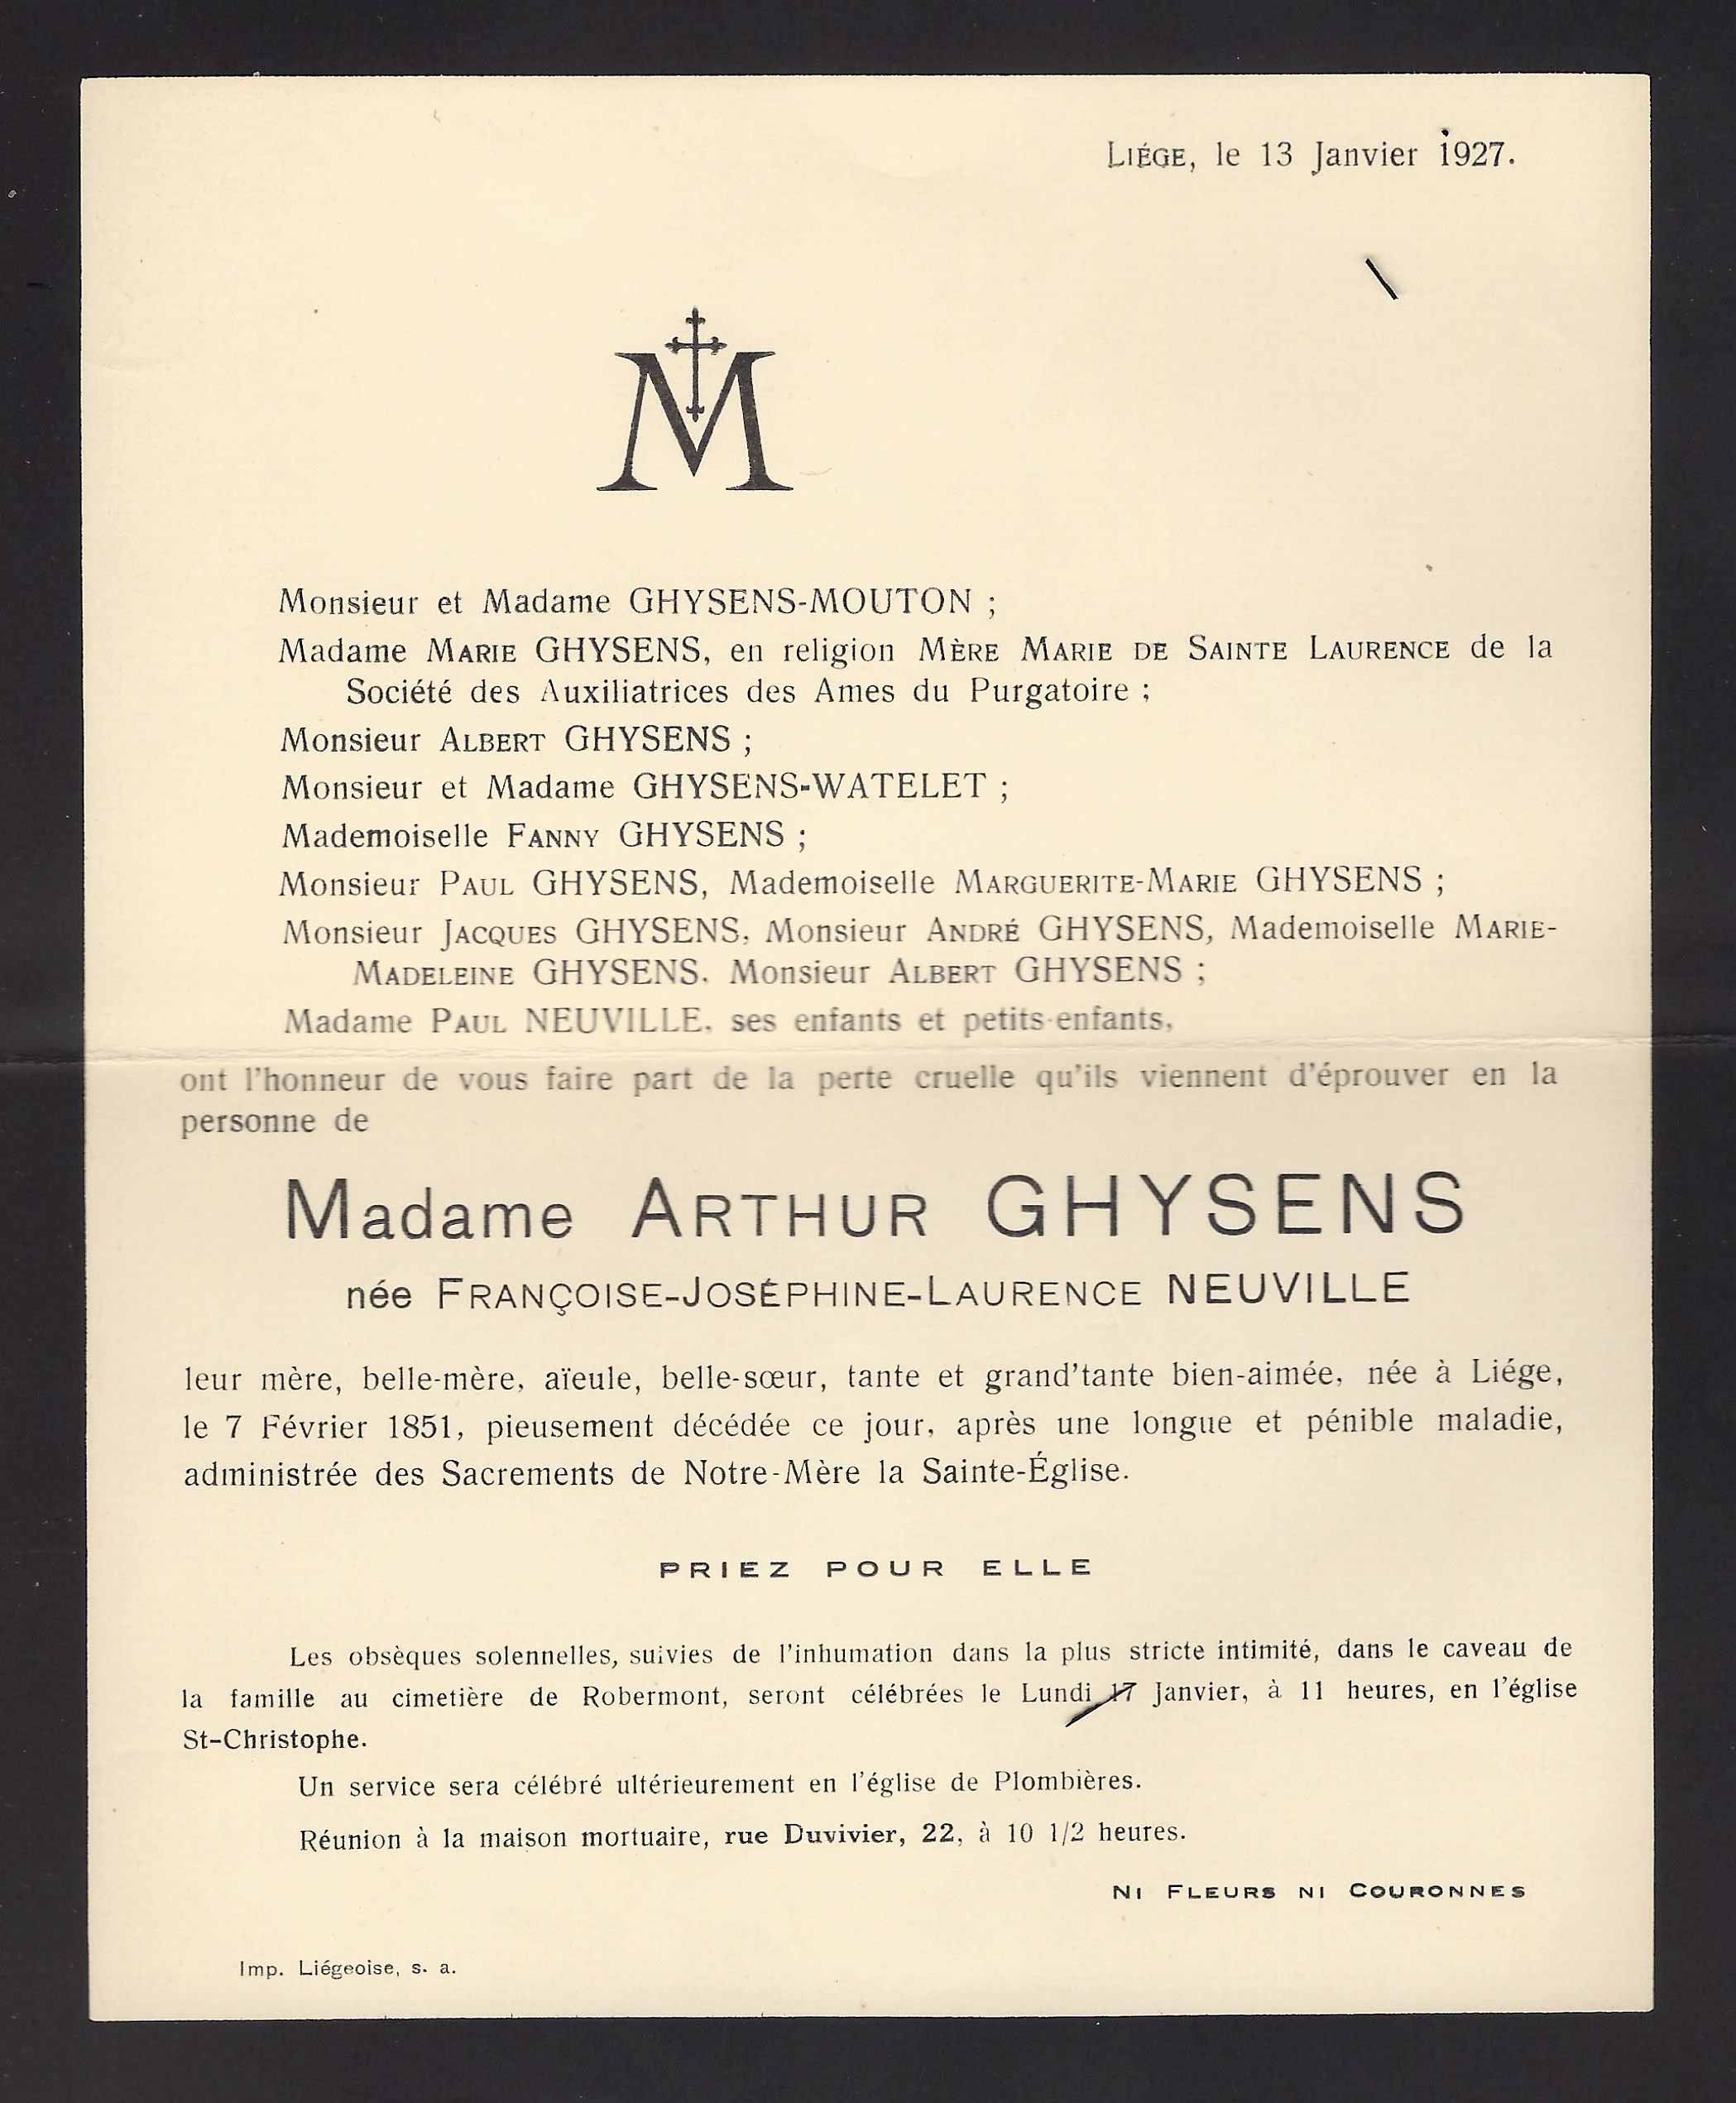 LIÉGE, le 13 Janvier 1927.
M
Monsieur et Madame GHYSENS-MOUTON ;
Madame MARIE GHYSENS, en religion MÈRE MARIE DE SAINTE LAURENCE de la
Société des Auxiliatrices des Ames du Purgatoire ;
Monsieur ALBERT GHYSENS ;
Monsieur et Madame GHYSENS-WATELET ;
Mademoiselle FANNY GHYSENS ;
Monsieur PAUL GHYSENS, Mademoiselle MARGUERITE-MARIE GHYSENS ;
Monsieur JACQUES GHYSENS, Monsieur ANDRÉ GHYSENS, Mademoiselle MARIE-
MADELEINE GHYSENS, Monsieur ALBERT GHYSENS ;
Madame PAUL NEUVILLE, ses enfants et petits-enfants,
ont l'honneur de vous faire part de la perte cruelle qu'ils viennent d'éprouver en la
personne de
Madame ARTHUR GHYSENS
née FRANÇOISE-JOSÉPHINE-LAURENCE NEUVILLE
leur mère, belle-mère, aïeule, belle-sœur, tante et grand'tante bien-aimée, née à Liége,
le 7 Février 1851, pieusement décédée ce jour, après une longue et pénible maladie,
administrée des Sacrements de Notre-Mère la Sainte-Église.
PRIEZ POUR ELLE
Les obsèques solennelles, suivies de l'inhumation dans la plus stricte intimité, dans le caveau de
la famille au cimetière de Robermont, seront célébrées le Lundi 17 Janvier, à 11 heures, en l'église
St-Christophe.
Un service sera célébré ultérieurement en l'église de Plombières.
Réunion à la maison mortuaire, rue Duvivier, 22, à 10 1/2 heures.
NI FLEURS NI COURONNES
Imp. Liégeoise, s. a.